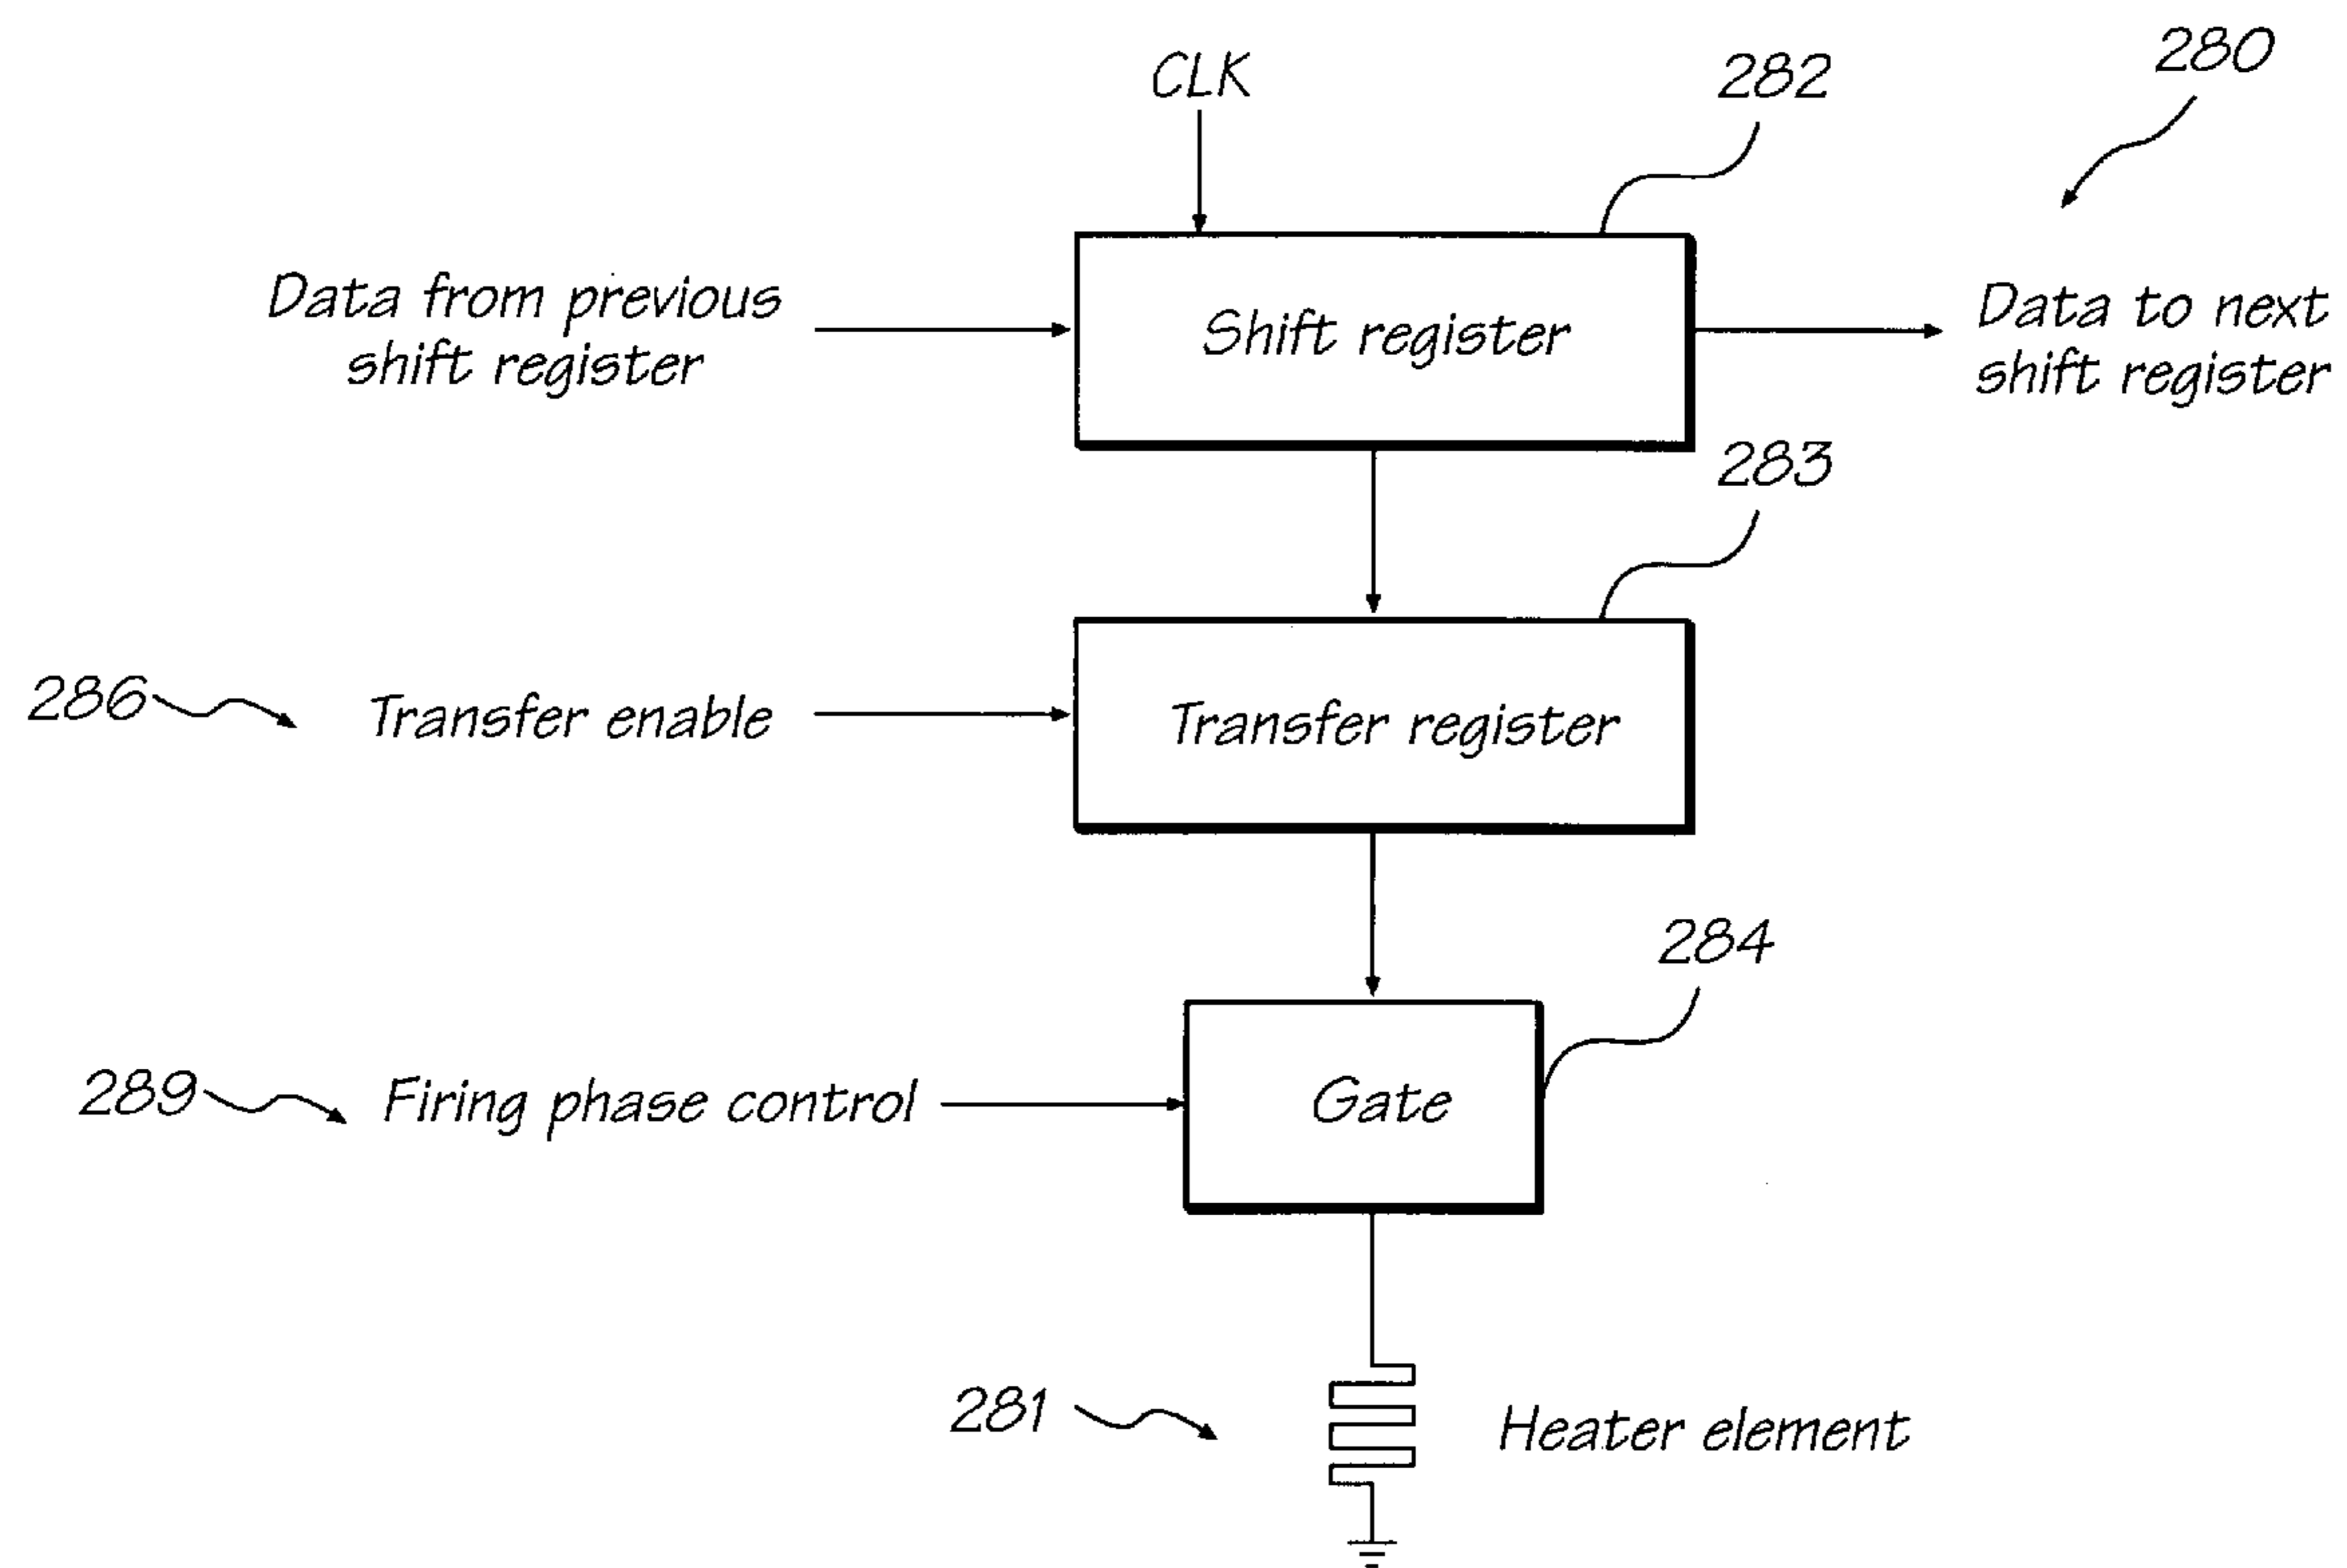 280
CLK
282
Data from previous
shift register
Shift register
Data to next
shift register
283
286
Transfer enable
Transfer register
284
289
Firing phase control
Gate
281
Heater element